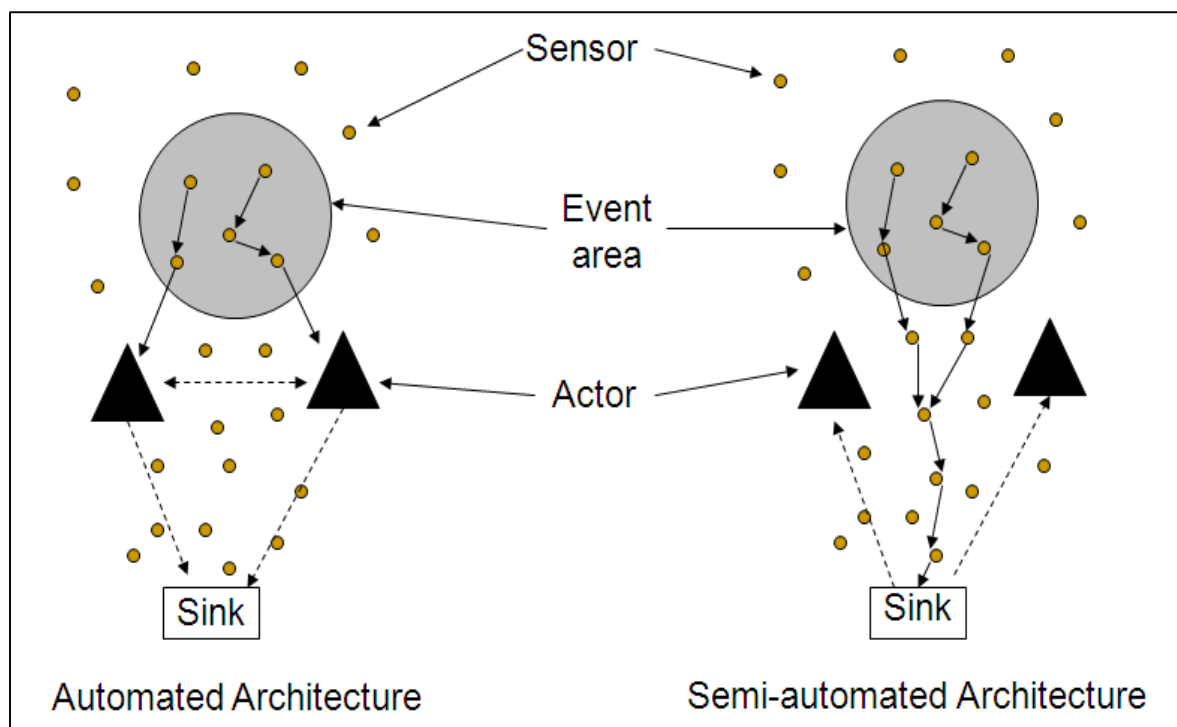 Sensor
Event
area
Actor
Sink
Sink
Automated Architecture
Semi-automated Architecture